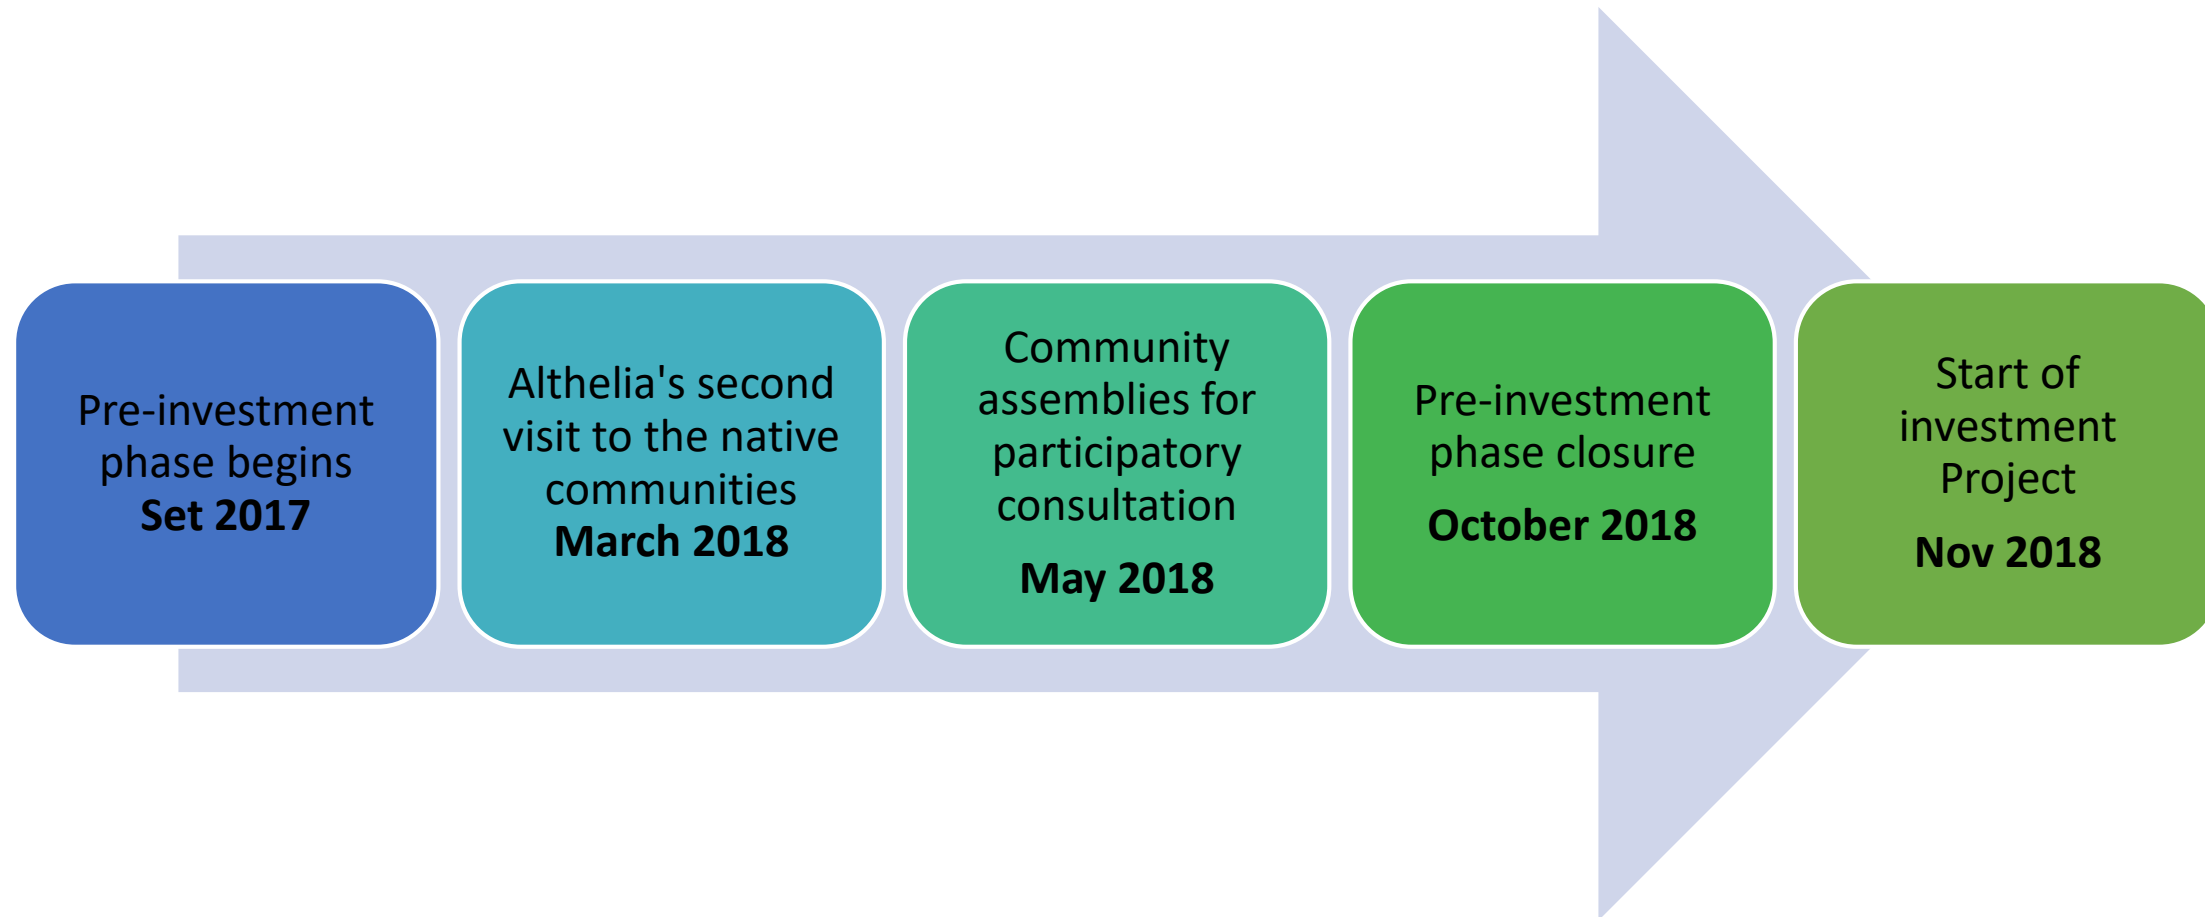 Pre-investment
phase begins
Set 2017
Althelia's second
visit to the native
communities
March 2018
Community
assemblies for
participatory
consultation
May 2018
Pre-investment
phase closure
October 2018
Start of
investment
Project
Nov 2018